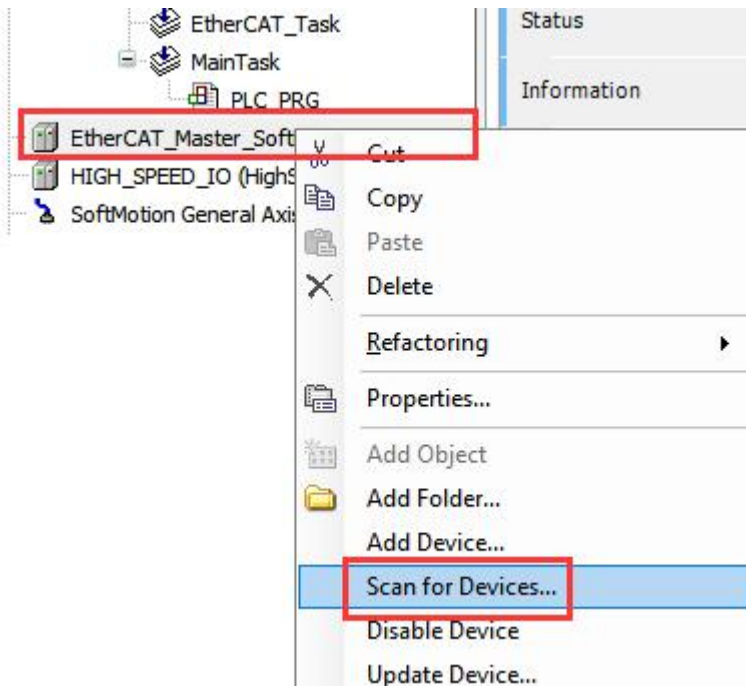 EtherCAT_Task
MainTask
PLC_PRG
EtherCAT_Master_Soft
HIGH_SPEED_IO (HighS
SoftMotion General Axi
Status
Information
Cut
Copy
Paste
Delete
Refactoring
Properties...
Add Object
Add Folder...
Add Device...
Scan for Devices...
Disable Device
Update Device...